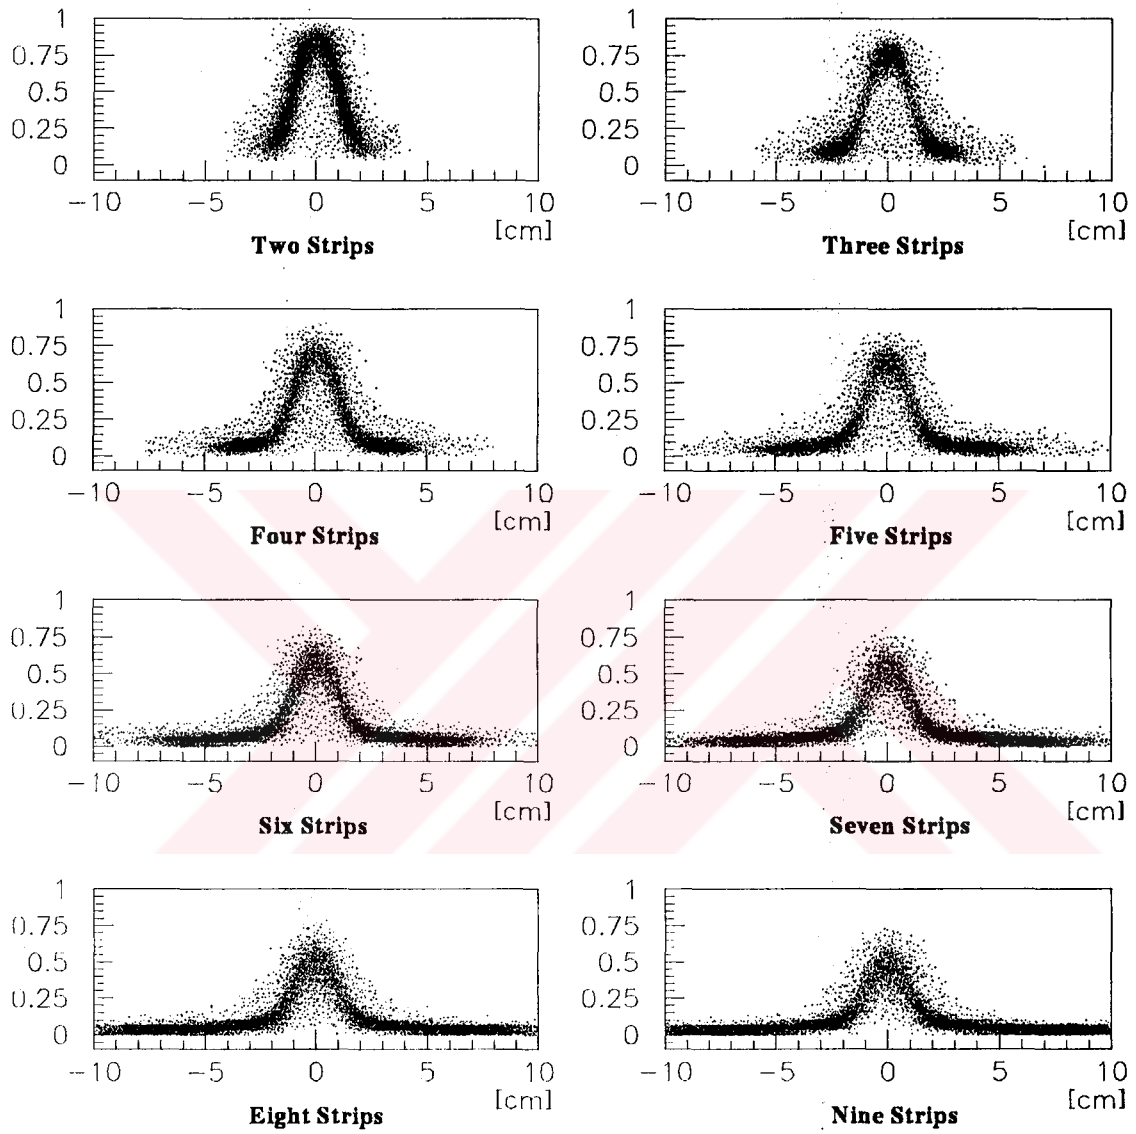 1 1
0.75 0.75
0.5 0.5
0.25 0.25
0 0
−10 −5 0 5 10 −10 −5 0 5 10
[cm] [cm]
Two Strips Three Strips
1 1
0.75 0.75
0.5 0.5
0.25 0.25
0 0
−10 −5 0 5 10 −10 −5 0 5 10
[cm] [cm]
Four Strips Five Strips
1 1
0.75 0.75
0.5 0.5
0.25 0.25
0 0
−10 −5 0 5 10 −10 −5 0 5 10
[cm] [cm]
Six Strips Seven Strips
1 1
0.75 0.75
0.5 0.5
0.25 0.25
0 0
−10 −5 0 5 10 −10 −5 0 5 10
[cm] [cm]
Eight Strips Nine Strips